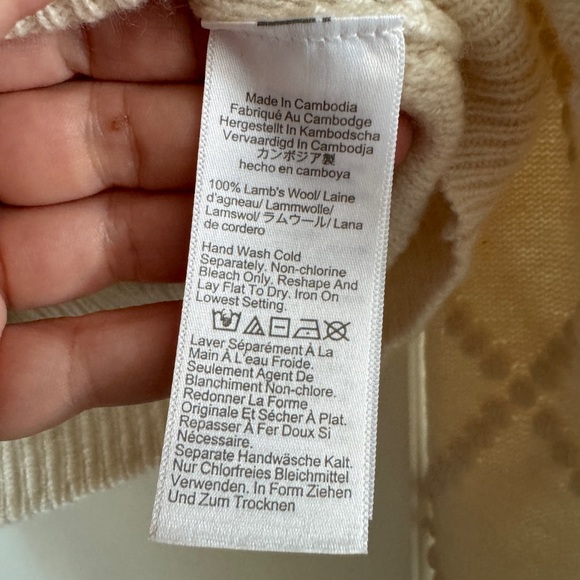 Made In Cambodia
Fabriqué Au Cambodge
Hergestellt In Kambodscha
Vervaardigd In Cambodja
カンボジア製
hecho en camboya
100% Lamb's Wool/ Laine
d'agneau/ Lammwolle/
Lamswol/ ラムウール/ Lana
de cordero
Hand Wash Cold
Separately. Non-chlorine
Bleach Only. Reshape And
Lay Flat To Dry. Iron On
Lowest Setting.
Laver Séparément À La
Main À L'eau Froide.
Seulement Agent De
Blanchiment Non-chlore.
Redonner La Forme
Originale Et Sécher À Plat.
Repasser À Fer Doux Si
Nécessaire.
Separate Handwäsche Kalt.
Nur Chlorfreies Bleichmittel
Verwenden. In Form Ziehen
Und Zum Trocknen